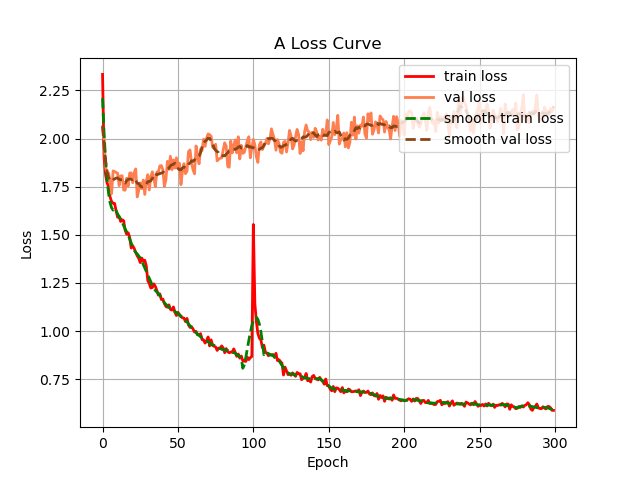 A Loss Curve
train loss
val loss
smooth train loss
smooth val loss
2.25
2.00
1.75
1.50
1.25
1.00
0.75
Loss
0
50
100
150
200
250
300
Epoch